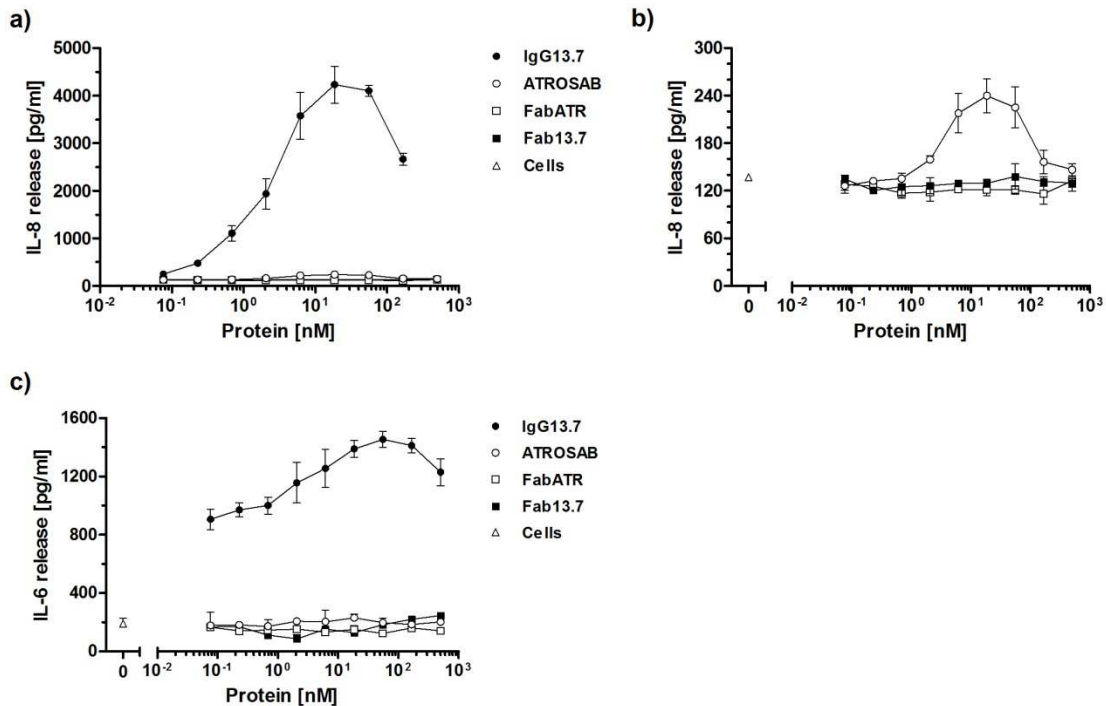 a)
IL-8 release [pg/ml]
5000
4000
3000
2000
1000
0
10-2 10-1 100 101 102 103
Protein [nM]
IgG13.7
ATROSAB
FabATR
Fab13.7
Cells
b)
IL-8 release [pg/ml]
300
240
180
120
60
0
0 10-2 10-1 100 101 102 103
Protein [nM]
c)
IL-6 release [pg/ml]
1600
1200
800
400
0
0 10-2 10-1 100 101 102 103
Protein [nM]
IgG13.7
ATROSAB
FabATR
Fab13.7
Cells